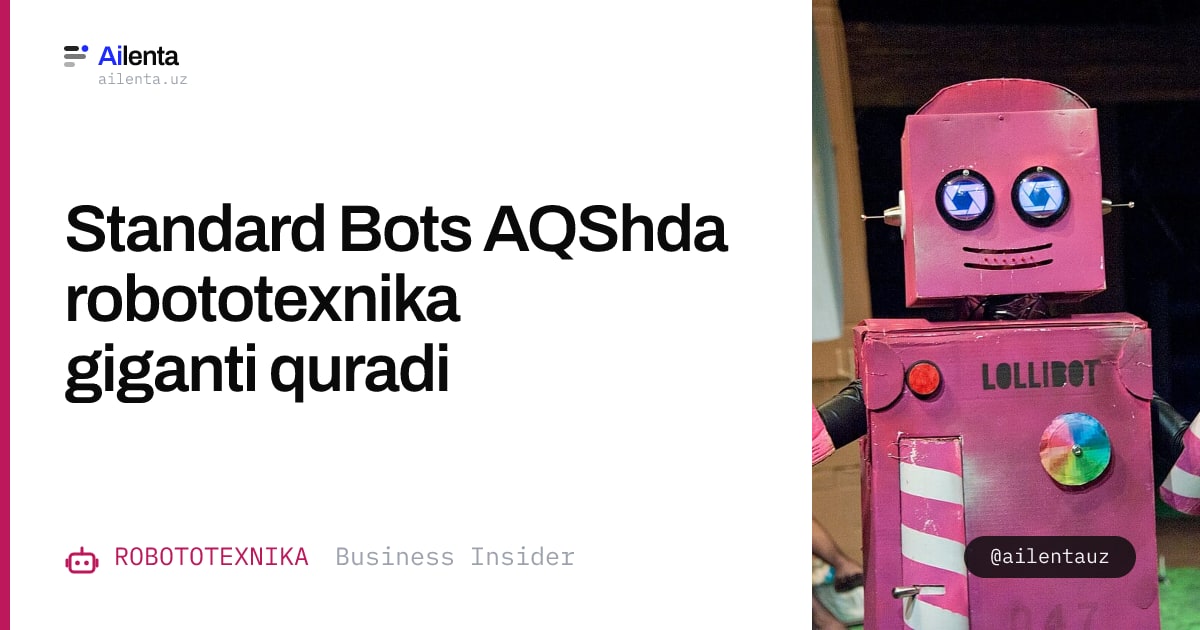 Ailenta
ailenta.uz
Standard Bots AQShda
robototexnika
giganti quradi
ROBOTOTEXNIKA Business Insider
LOLLIBOT
@ailentauz